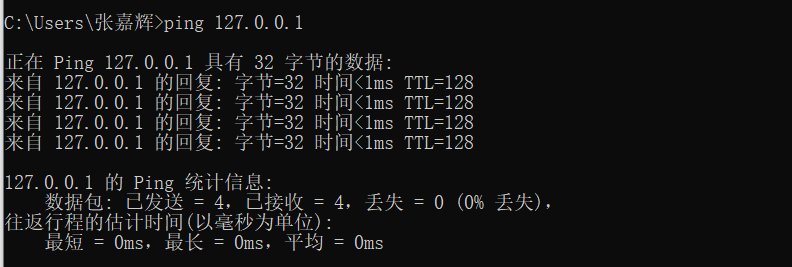 C:\Users\张嘉辉>ping 127.0.0.1
正在 Ping 127.0.0.1 具有 32 字节的数据:
来自 127.0.0.1 的回复: 字节=32 时间<1ms TTL=128
来自 127.0.0.1 的回复: 字节=32 时间<1ms TTL=128
来自 127.0.0.1 的回复: 字节=32 时间<1ms TTL=128
来自 127.0.0.1 的回复: 字节=32 时间<1ms TTL=128
127.0.0.1 的 Ping 统计信息:
数据包: 已发送 = 4，已接收 = 4，丢失 = 0 (0% 丢失)，
往返行程的估计时间(以毫秒为单位):
最短 = 0ms，最长 = 0ms，平均 = 0ms